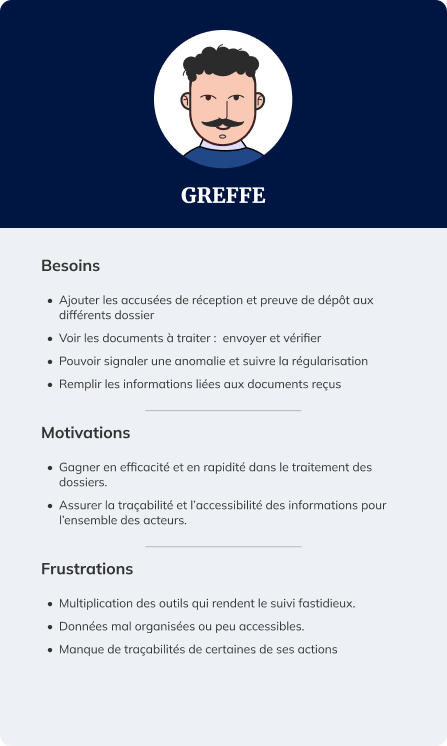 GREFFE
Besoins
• Ajouter les accusées de réception et preuve de dépôt aux
différents dossier
• Voir les documents à traiter :  envoyer et vérifier
• Pouvoir signaler une anomalie et suivre la régularisation
• Remplir les informations liées aux documents reçus
Motivations
• Gagner en efficacité et en rapidité dans le traitement des
dossiers.
• Assurer la traçabilité et l’accessibilité des informations pour
l’ensemble des acteurs.
Frustrations
• Multiplication des outils qui rendent le suivi fastidieux.
• Données mal organisées ou peu accessibles.
• Manque de traçabilités de certaines de ses actions